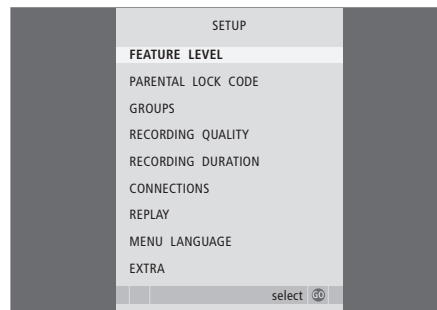 SETUP
FEATURE LEVEL
PARENTAL LOCK CODE
GROUPS
RECORDING QUALITY
RECORDING DURATION
CONNECTIONS
REPLAY
MENU LANGUAGE
EXTRA
select GO